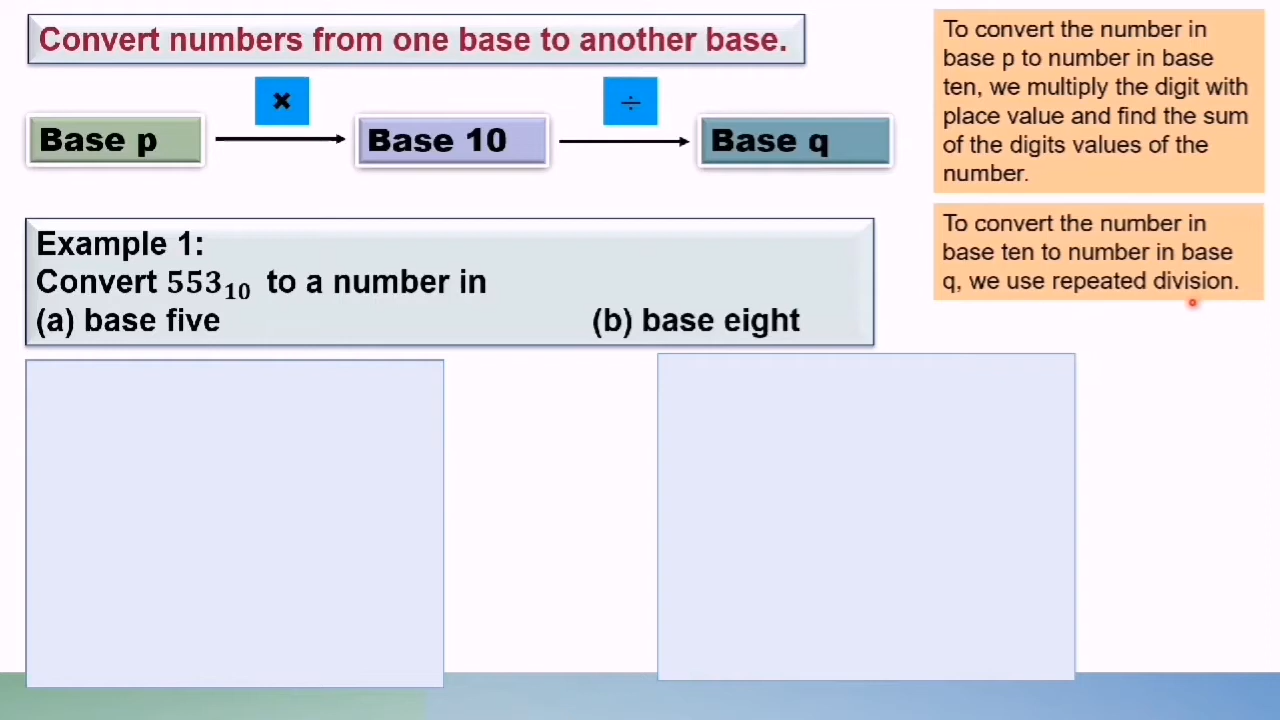 Convert numbers from one base to another base.
× ÷
Base p Base 10 Base q
To convert the number in
base p to number in base
ten, we multiply the digit with
place value and find the sum
of the digits values of the
number.
To convert the number in
base ten to number in base
q, we use repeated division.
Example 1:
Convert 553₁₀ to a number in
(a) base five (b) base eight